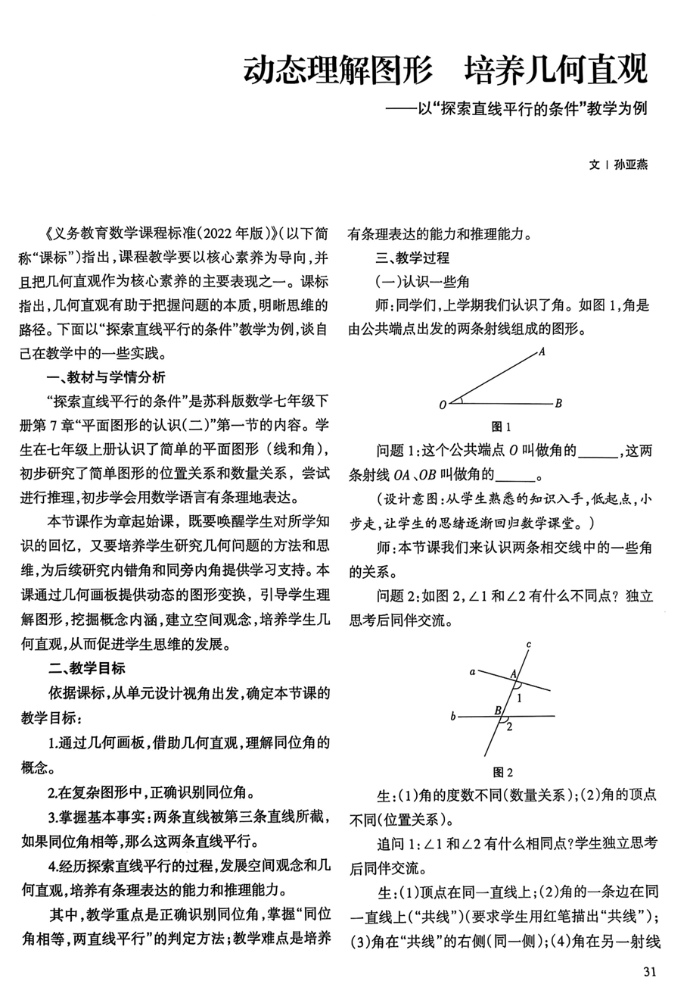 动态理解图形 培养几何直观
——以“探索直线平行的条件”教学为例
文 | 孙亚燕
《义务教育数学课程标准(2022 年版)》(以下简
称“课标”)指出,课程教学要以核心素养为导向,并
且把几何直观作为核心素养的主要表现之一。课标
指出,几何直观有助于把握问题的本质,明晰思维的
路径。下面以“探索直线平行的条件”教学为例,谈自
己在教学中的一些实践。
一、教材与学情分析
“探索直线平行的条件”是苏科版数学七年级下
册第 7 章“平面图形的认识(二)”第一节的内容。学
生在七年级上册认识了简单的平面图形（线和角）,
初步研究了简单图形的位置关系和数量关系，尝试
进行推理,初步学会用数学语言有条理地表达。
本节课作为章起始课，既要唤醒学生对所学知
识的回忆，又要培养学生研究几何问题的方法和思
维,为后续研究内错角和同旁内角提供学习支持。本
课通过几何画板提供动态的图形变换，引导学生理
解图形,挖掘概念内涵,建立空间观念,培养学生几
何直观,从而促进学生思维的发展。
二、教学目标
依据课标,从单元设计视角出发,确定本节课的
教学目标:
1.通过几何画板,借助几何直观,理解同位角的
概念。
2.在复杂图形中,正确识别同位角。
3.掌握基本事实:两条直线被第三条直线所截,
如果同位角相等,那么这两条直线平行。
4.经历探索直线平行的过程,发展空间观念和几
何直观,培养有条理表达的能力和推理能力。
其中,教学重点是正确识别同位角,掌握“同位
角相等,两直线平行”的判定方法;教学难点是培养
有条理表达的能力和推理能力。
三、教学过程
(一)认识一些角
师:同学们,上学期我们认识了角。如图 1,角是
由公共端点出发的两条射线组成的图形。
A
O
B
图 1
问题 1:这个公共端点 O 叫做角的______,这两
条射线 OA、OB 叫做角的______。
(设计意图:从学生熟悉的知识入手,低起点,小
步走,让学生的思绪逐渐回归数学课堂。)
师:本节课我们来认识两条相交线中的一些角
的关系。
问题 2:如图 2,∠1 和∠2 有什么不同点? 独立
思考后同伴交流。
c
a
A
1
b
B
2
图 2
生:(1)角的度数不同(数量关系);(2)角的顶点
不同(位置关系)。
追问 1:∠1 和∠2 有什么相同点?学生独立思考
后同伴交流。
生:(1)顶点在同一直线上;(2)角的一条边在同
一直线上(“共线”)(要求学生用红笔描出“共线”);
(3)角在“共线”的右侧(同一侧);(4)角在另一射线
31